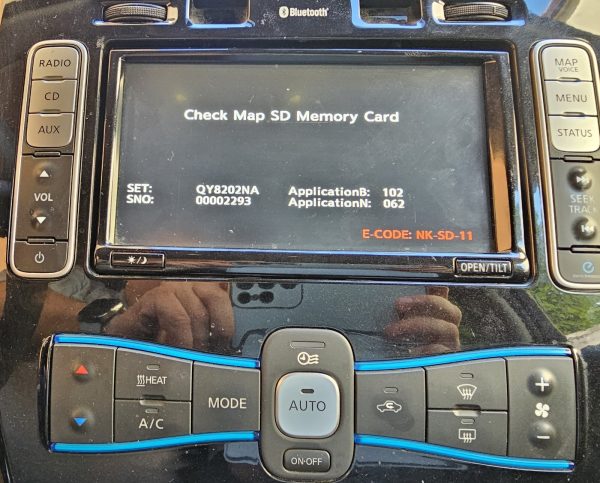 Bluetooth®
RADIO
CD
AUX
VOL
Check Map SD Memory Card
SET: QY8202NA ApplicationB: 102
SNO: 00002293 ApplicationN: 062
E-CODE: NK-SD-11
OPEN/TILT
MAP
VOICE
MENU
STATUS
SEEK
TRACK
HEAT
A/C
MODE
AUTO
ON·OFF